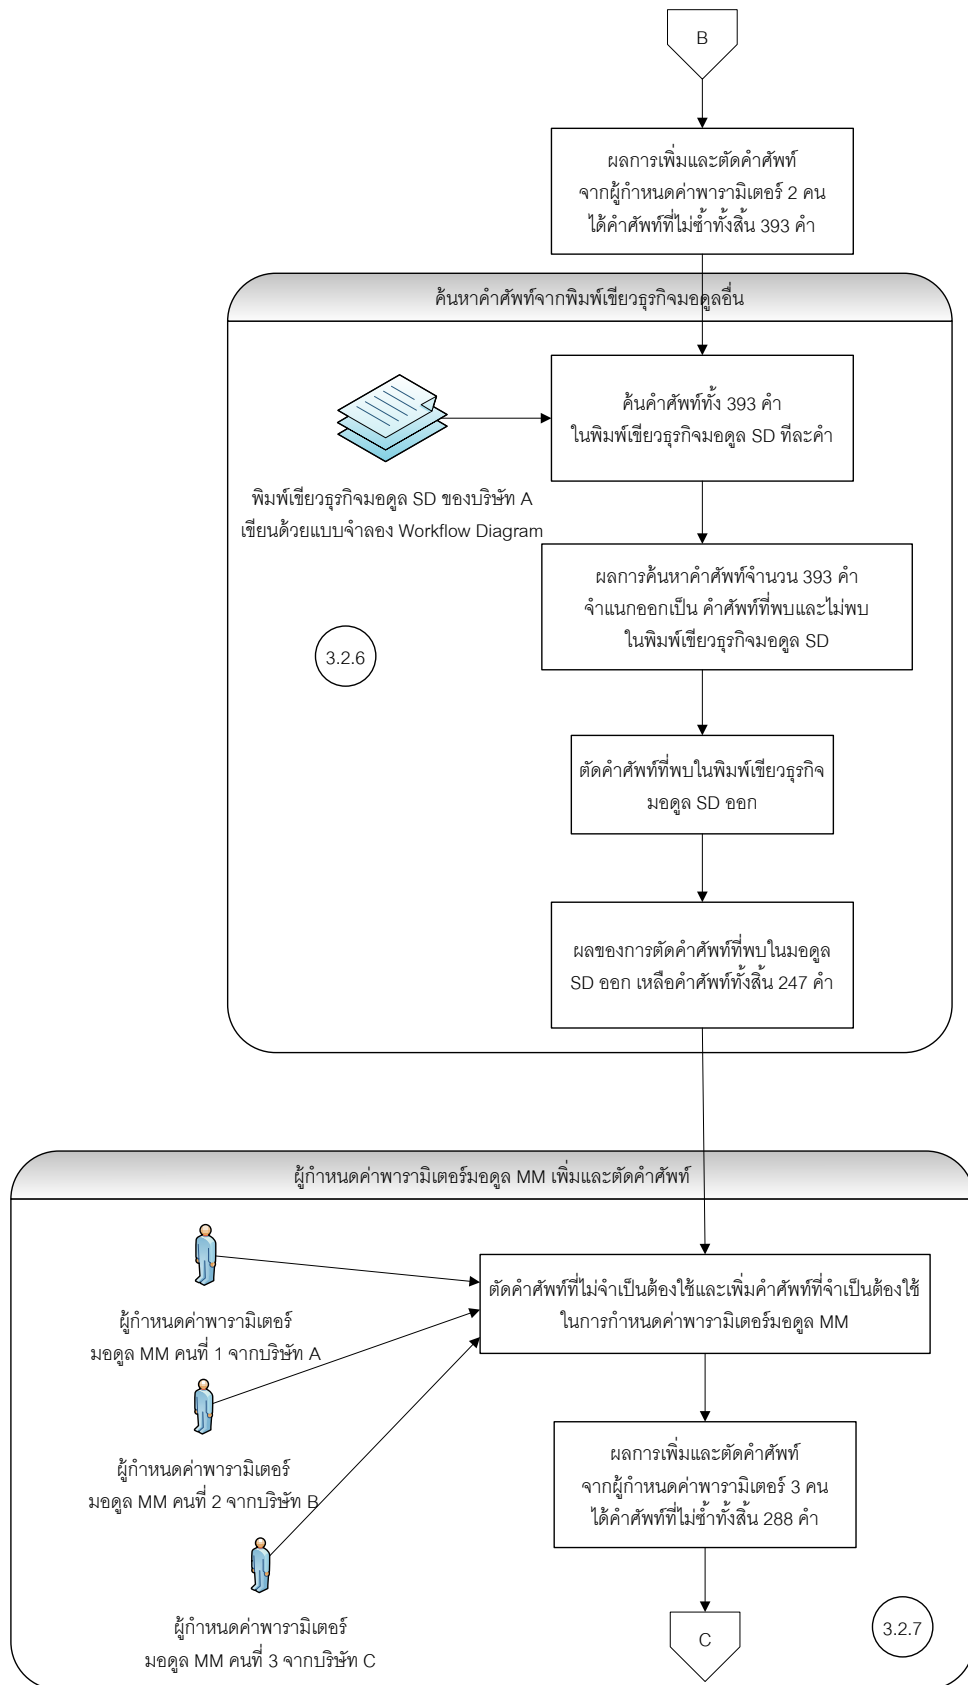 B
ผลการเพิ่มและตัดคำศัพท์
จากผู้กำหนดค่าพารามิเตอร์ 2 คน
ได้คำศัพท์ที่ไม่ซ้ำทั้งสิ้น 393 คำ
ค้นหาคำศัพท์จากพิมพ์เขียวธุรกิจมอดูลอื่น
ค้นคำศัพท์ทั้ง 393 คำ
ในพิมพ์เขียวธุรกิจมอดูล SD ทีละคำ
พิมพ์เขียวธุรกิจมอดูล SD ของบริษัท A
เขียนด้วยแบบจำลอง Workflow Diagram
ผลการค้นหาคำศัพท์จำนวน 393 คำ
จำแนกออกเป็น คำศัพท์ที่พบและไม่พบ
ในพิมพ์เขียวธุรกิจมอดูล SD
3.2.6
ตัดคำศัพท์ที่พบในพิมพ์เขียวธุรกิจ
มอดูล SD ออก
ผลของการตัดคำศัพท์ที่พบในมอดูล
SD ออก เหลือคำศัพท์ทั้งสิ้น 247 คำ
ผู้กำหนดค่าพารามิเตอร์มอดูล MM เพิ่มและตัดคำศัพท์
ตัดคำศัพท์ที่ไม่จำเป็นต้องใช้และเพิ่มคำศัพท์ที่จำเป็นต้องใช้
ในการกำหนดค่าพารามิเตอร์มอดูล MM
ผู้กำหนดค่าพารามิเตอร์
มอดูล MM คนที่ 1 จากบริษัท A
ผู้กำหนดค่าพารามิเตอร์
มอดูล MM คนที่ 2 จากบริษัท B
ผลการเพิ่มและตัดคำศัพท์
จากผู้กำหนดค่าพารามิเตอร์ 3 คน
ได้คำศัพท์ที่ไม่ซ้ำทั้งสิ้น 288 คำ
ผู้กำหนดค่าพารามิเตอร์
มอดูล MM คนที่ 3 จากบริษัท C
C
3.2.7